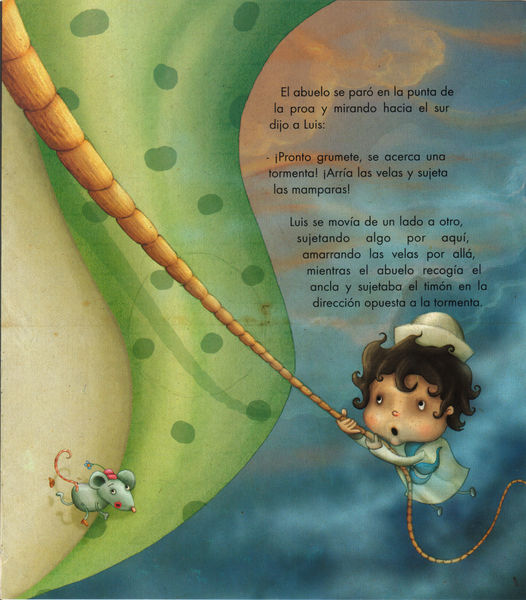 El abuelo se paró en la punta de
la proa y mirando hacia el sur
dijo a Luis:
- ¡Pronto grumete, se acerca una
tormenta! ¡Arría las velas y sujeta
las mamparas!
Luis se movía de un lado a otro,
sujetando algo por aquí,
amarrando las velas por allá,
mientras el abuelo recogía el
ancla y sujetaba el timón en la
dirección opuesta a la tormenta.